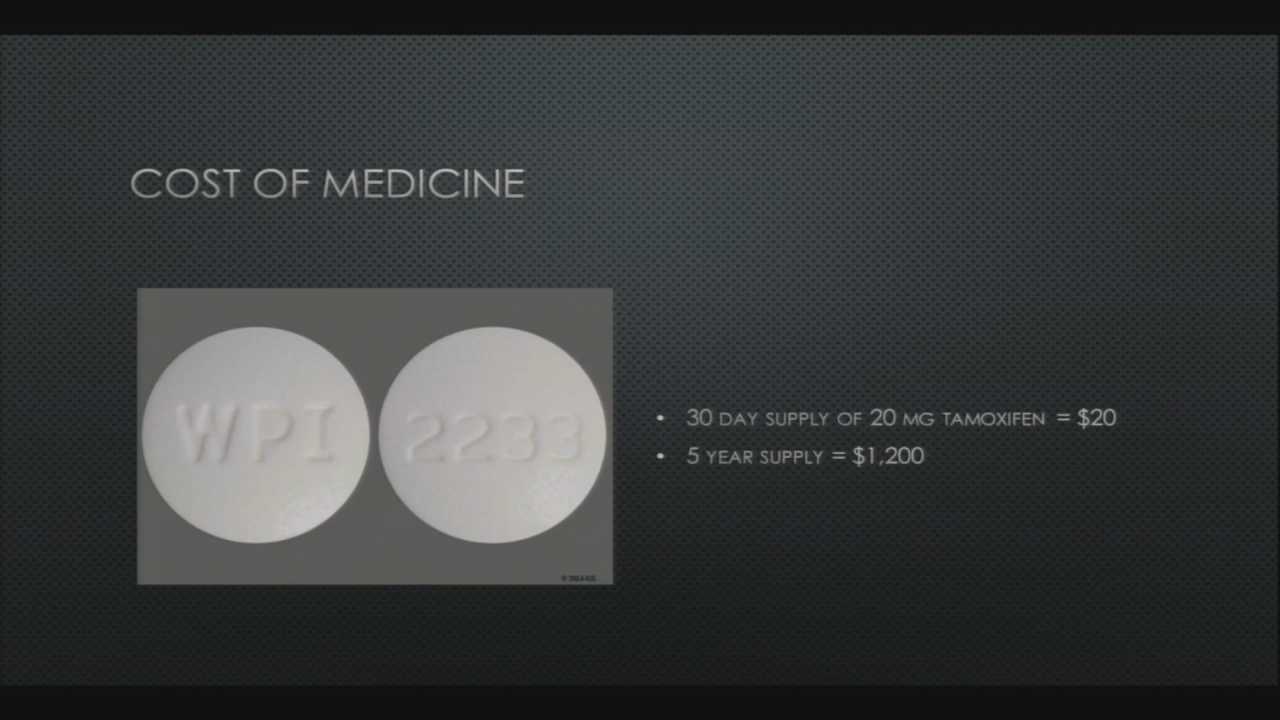 COST OF MEDICINE
WPI
2233
• 30 DAY SUPPLY OF 20 MG TAMOXIFEN = $20
• 5 YEAR SUPPLY = $1,200